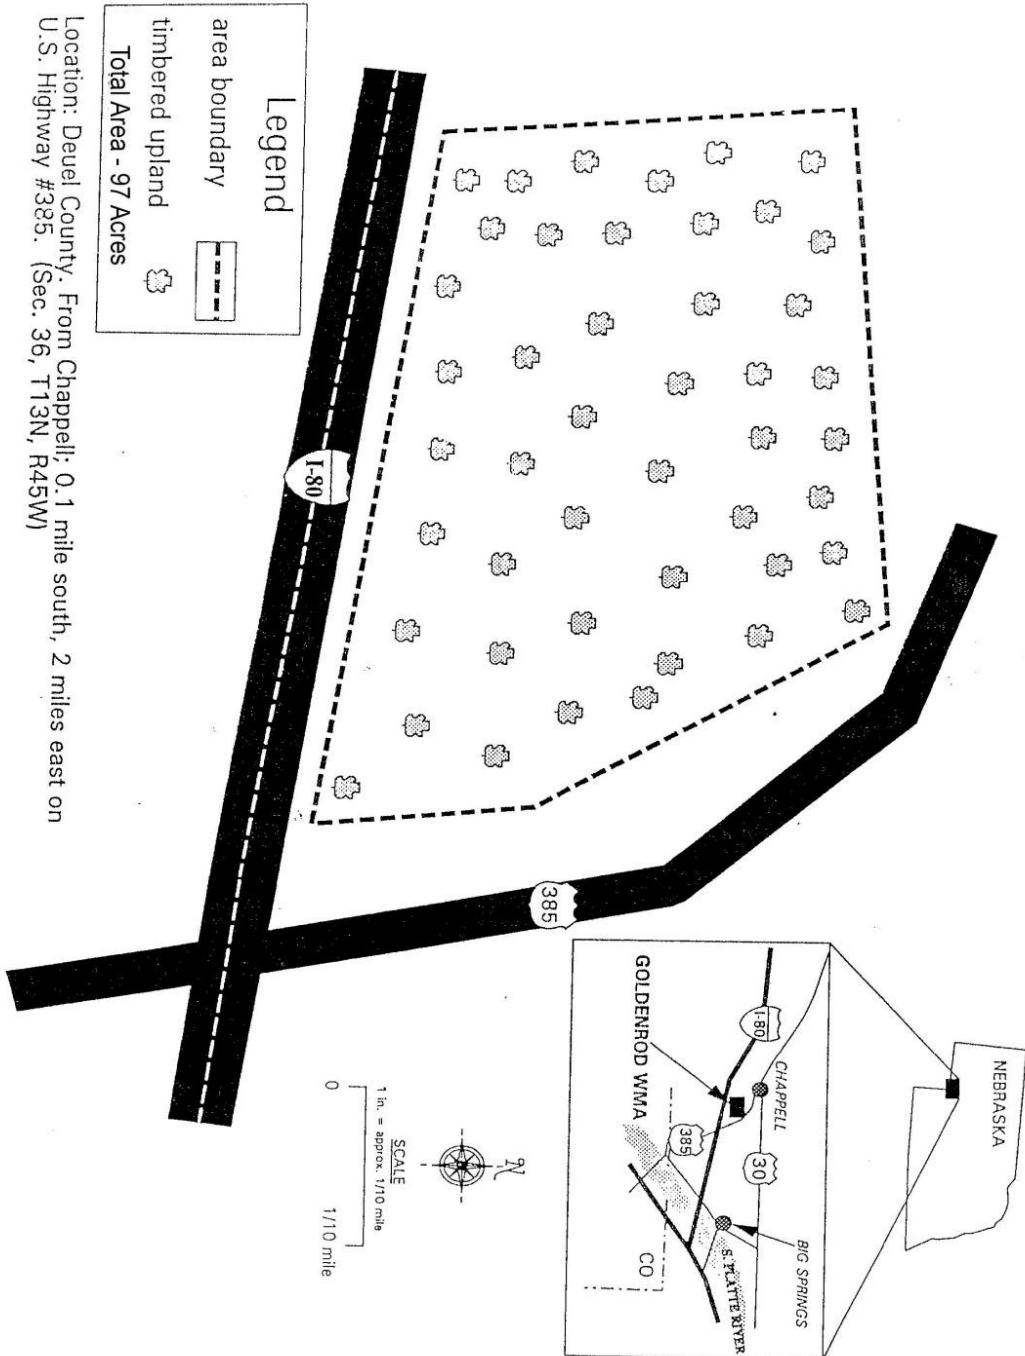 NEBRASKA
GOLDENROD WMA
I-80
CHAPPELL
385
30
BIG SPRINGS
S. PLATTE RIVER
CO
385
I-80
N
SCALE
1 in. = approx. 1/10 mile
0
1/10 mile
Legend
area boundary
timbered upland
Total Area - 97 Acres
Location: Deuel County. From Chappell; 0.1 mile south, 2 miles east on
U.S. Highway #385. (Sec. 36, T13N, R45W)